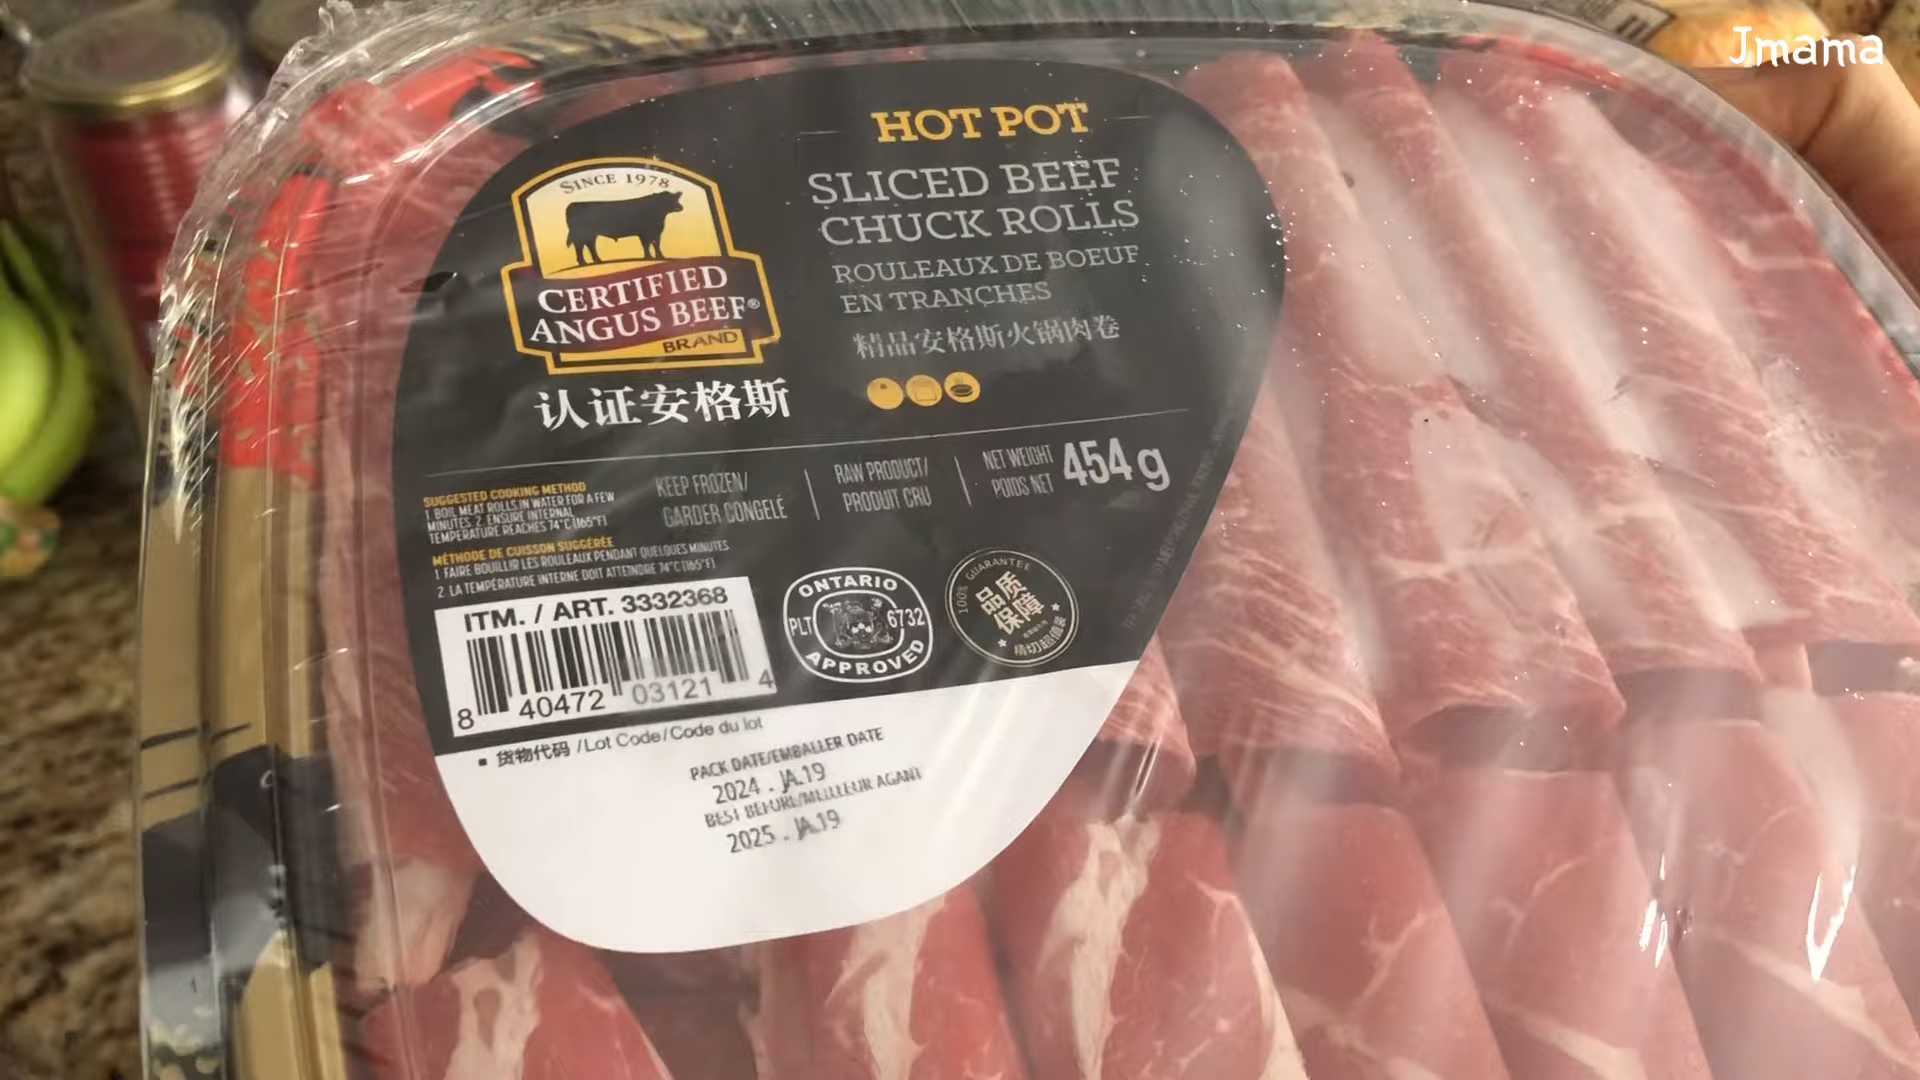 Jmama
HOT POT
SLICED BEEF
CHUCK ROLLS
ROULEAUX DE BOEUF
EN TRANCHES
精品安格斯火锅肉卷
SINCE 1978
CERTIFIED
ANGUS BEEF®
BRAND
认证安格斯
SUGGESTED COOKING METHOD
1. BOIL MEAT ROLLS IN WATER FOR A FEW
MINUTES. 2. ENSURE INTERNAL
TEMPERATURE REACHES 74°C (165°F)
MÉTHODE DE CUISSON SUGGÉRÉE
1 FAIRE BOUILLIR LES ROULEAUX PENDANT QUELQUES MINUTES
2 LA TEMPÉRATURE INTERNE DOIT ATTEINDRE 74°C (165°F)
KEEP FROZEN/
GARDER CONGELÉ
RAW PRODUCT/
PRODUIT CRU
NET WEIGHT
POIDS NET
454 g
ITM. / ART. 3332368
8 40472 03121 4
ONTARIO
PLT 6732
APPROVED
100% GUARANTEE
品质
保障
▪ 货物代码 /Lot Code/Code du lot
PACK DATE/EMBALLER DATE
2024 . JA.19
BEST BEFORE/MEILLEUR AGANT
2025 . JA.19